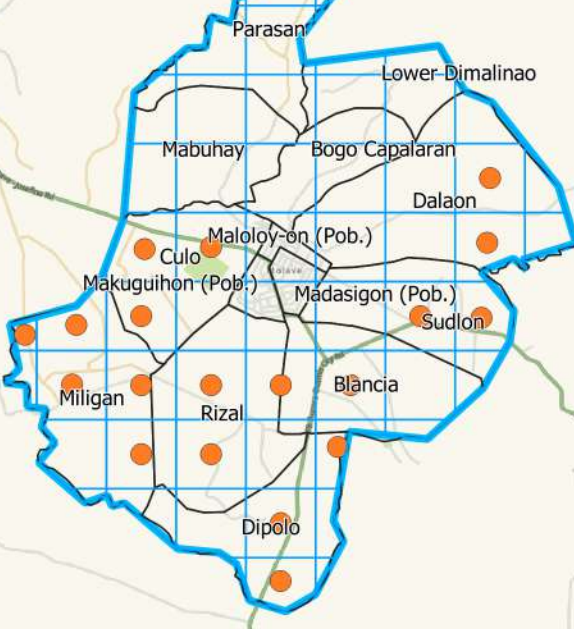 Parasan
Lower Dimalinao
Mabuhay
Bogo Capalaran
Dalaon
Maloloy-on (Pob.)
Culo
Makuguihon (Pob.)
Madasigon (Pob.)
Sudlon
Miligan
Blancia
Rizal
Dipolo